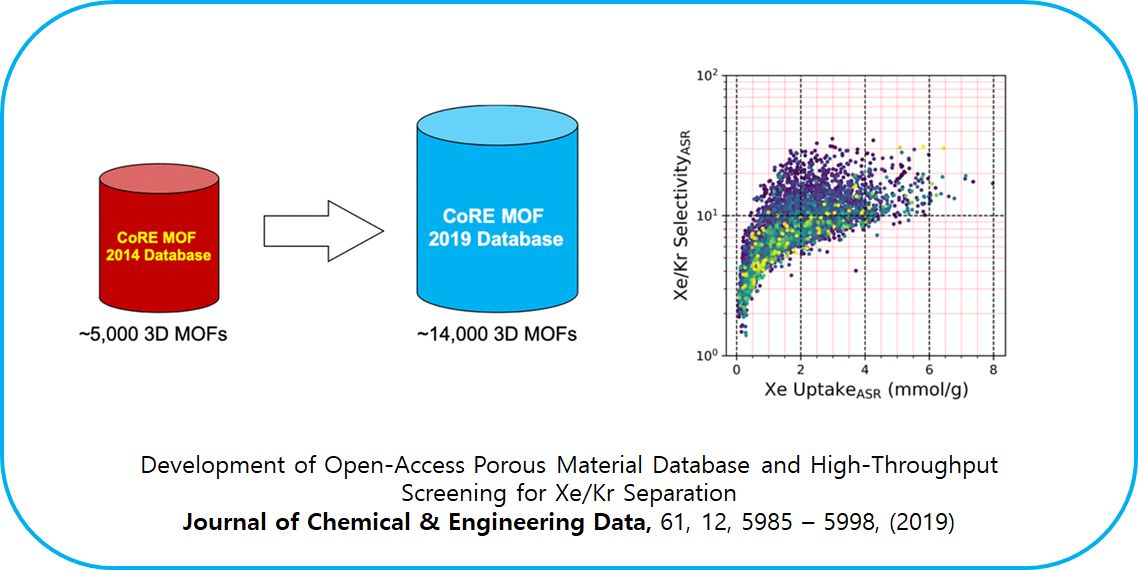 CoRE MOF
2014 Database
~5,000 3D MOFs
CoRE MOF
2019 Database
~14,000 3D MOFs
10²
10¹
10⁰
Xe/Kr Selectivity_ASR
0 2 4 6 8
Xe Uptake_ASR (mmol/g)
Development of Open-Access Porous Material Database and High-Throughput
Screening for Xe/Kr Separation
Journal of Chemical & Engineering Data, 61, 12, 5985 – 5998, (2019)